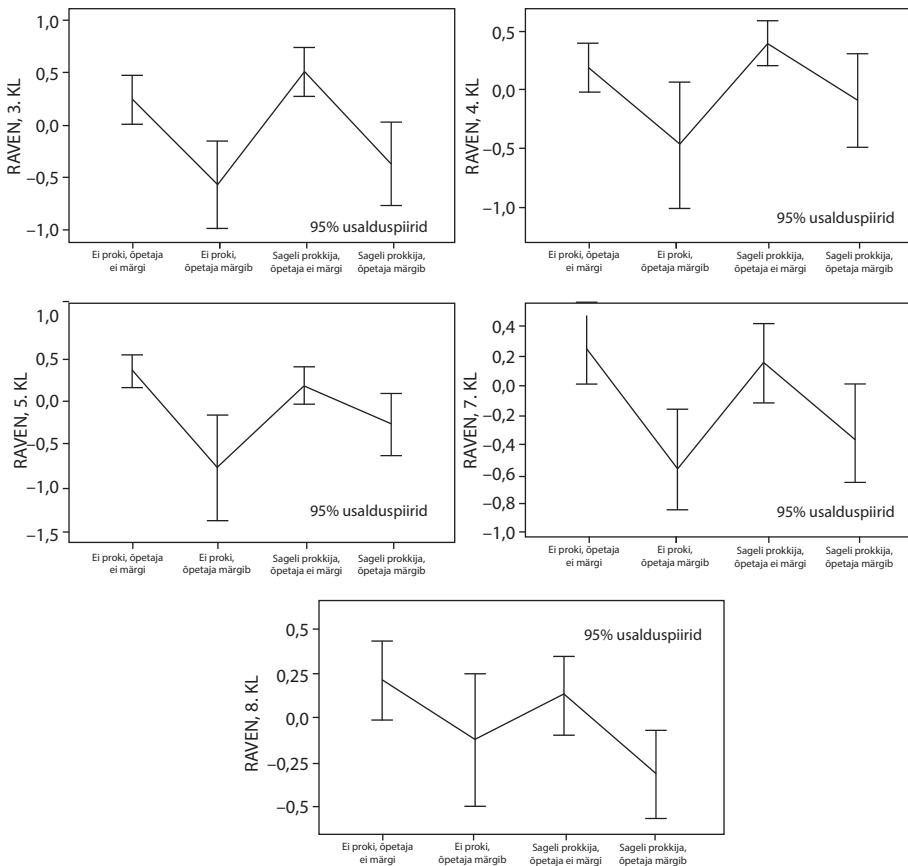 RAVEN, 3. KL
1,0
0,5
0,0
−0,5
−1,0
95% usalduspiirid
Ei proki, õpetaja
ei märgi
Ei proki,
õpetaja märgib
Sageli prokkija,
õpetaja ei märgi
Sageli prokkija,
õpetaja märgib
RAVEN, 4. KL
0,5
0,0
−0,5
−1,0
95% usalduspiirid
Ei proki, õpetaja
ei märgi
Ei proki,
õpetaja märgib
Sageli prokkija,
õpetaja ei märgi
Sageli prokkija,
õpetaja märgib
RAVEN, 5. KL
1,0
0,5
0,0
−0,5
−1,0
−1,5
95% usalduspiirid
Ei proki, õpetaja
ei märgi
Ei proki,
õpetaja märgib
Sageli prokkija,
õpetaja ei märgi
Sageli prokkija,
õpetaja märgib
RAVEN, 7. KL
0,4
0,2
0,0
−0,2
−0,4
−0,6
−0,8
−1,0
95% usalduspiirid
Ei proki, õpetaja
ei märgi
Ei proki,
õpetaja märgib
Sageli prokkija,
õpetaja ei märgi
Sageli prokkija,
õpetaja märgib
RAVEN, 8. KL
0,5
0,25
0,0
−0,25
−0,5
95% usalduspiirid
Ei proki, õpetaja
ei märgi
Ei proki,
õpetaja märgib
Sageli prokkija,
õpetaja ei märgi
Sageli prokkija,
õpetaja märgib